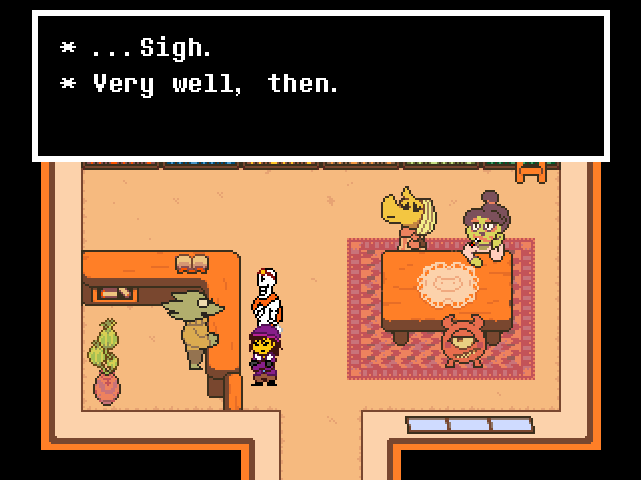 * ...Sigh.
* Very well, then.